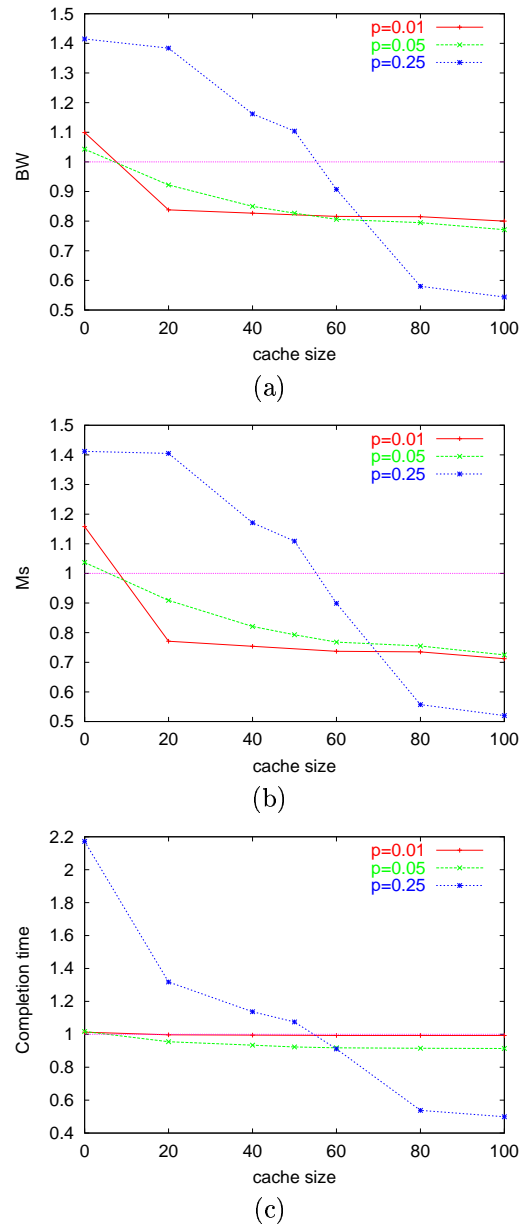 1.5
1.4
1.3
1.2
1.1
1
0.9
0.8
0.7
0.6
0.5
BW
p=0.01
p=0.05
p=0.25
0 20 40 60 80 100
cache size
(a)
1.5
1.4
1.3
1.2
1.1
1
0.9
0.8
0.7
0.6
0.5
Ms
p=0.01
p=0.05
p=0.25
0 20 40 60 80 100
cache size
(b)
2.2
2
1.8
1.6
1.4
1.2
1
0.8
0.6
0.4
Completion time
p=0.01
p=0.05
p=0.25
0 20 40 60 80 100
cache size
(c)